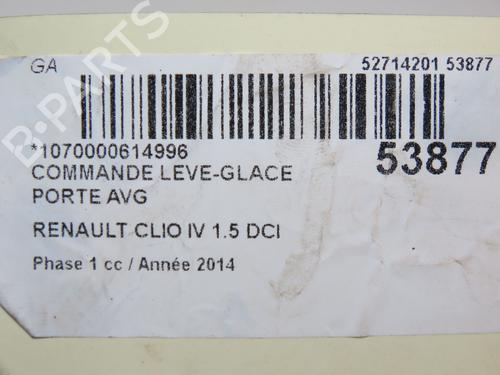 GA 52714201 53877
*1070000614996
53877
COMMANDE LEVE-GLACE
PORTE AVG
RENAULT CLIO IV 1.5 DCI
Phase 1 cc / Année 2014
B-PARTS